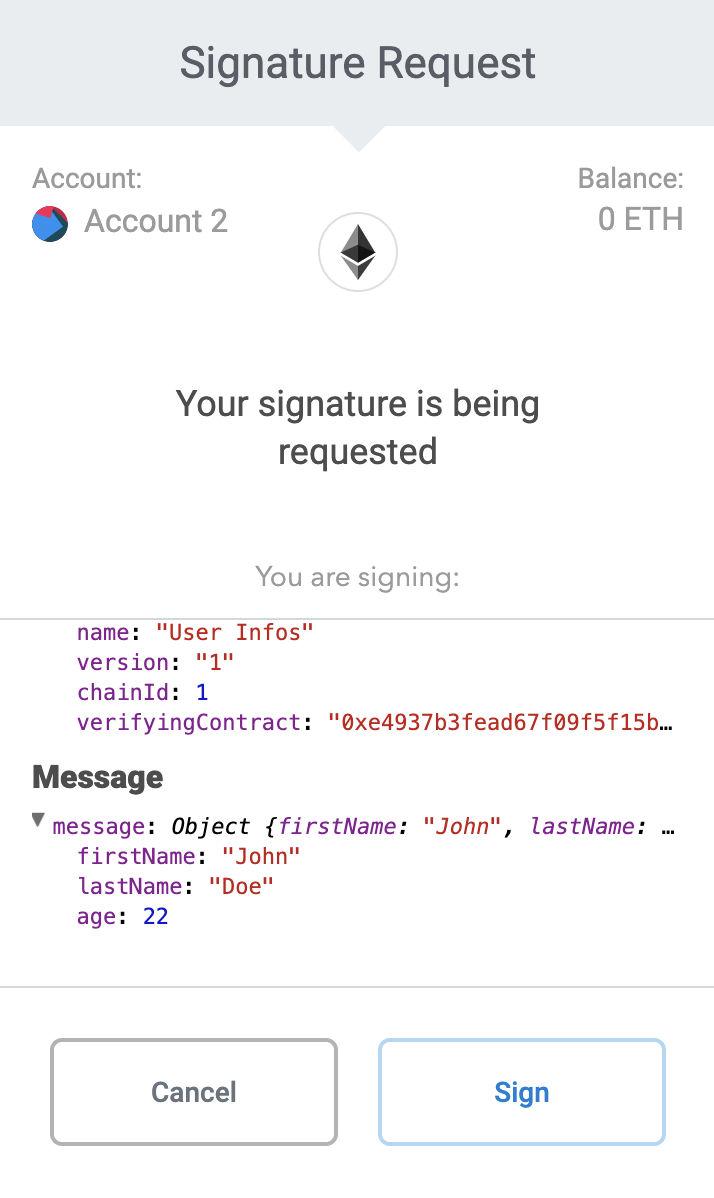 Signature Request
Account:
Balance:
Account 2
0 ETH
Your signature is being
requested
You are signing:
name: "User Infos"
version: "1"
chainId: 1
verifyingContract: "0xe4937b3fead67f09f5f15b…
Message
message: Object {firstName: "John", lastName: …
firstName: "John"
lastName: "Doe"
age: 22
Cancel
Sign